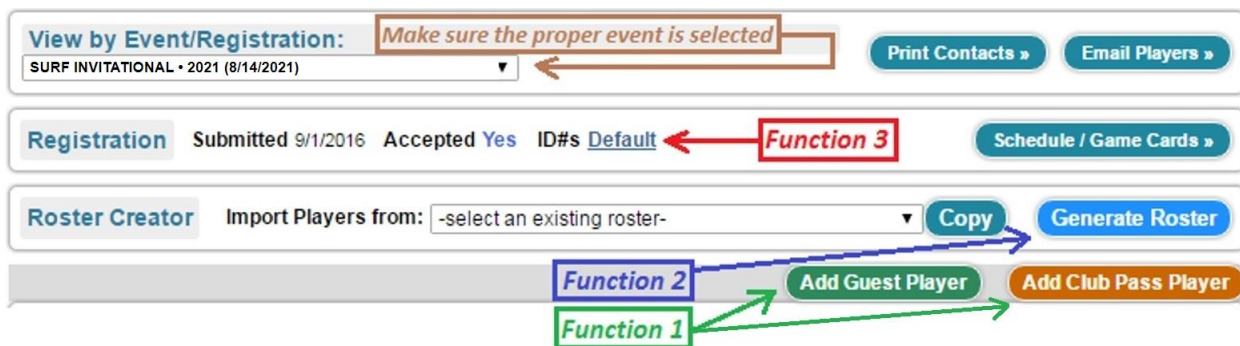 View by Event/Registration:
Make sure the proper event is selected
SURF INVITATIONAL • 2021 (8/14/2021)
Print Contacts »
Email Players »
Registration Submitted 9/1/2016 Accepted Yes ID#s Default
Function 3
Schedule / Game Cards »
Roster Creator Import Players from: -select an existing roster-
Copy
Generate Roster
Function 2
Add Guest Player
Add Club Pass Player
Function 1